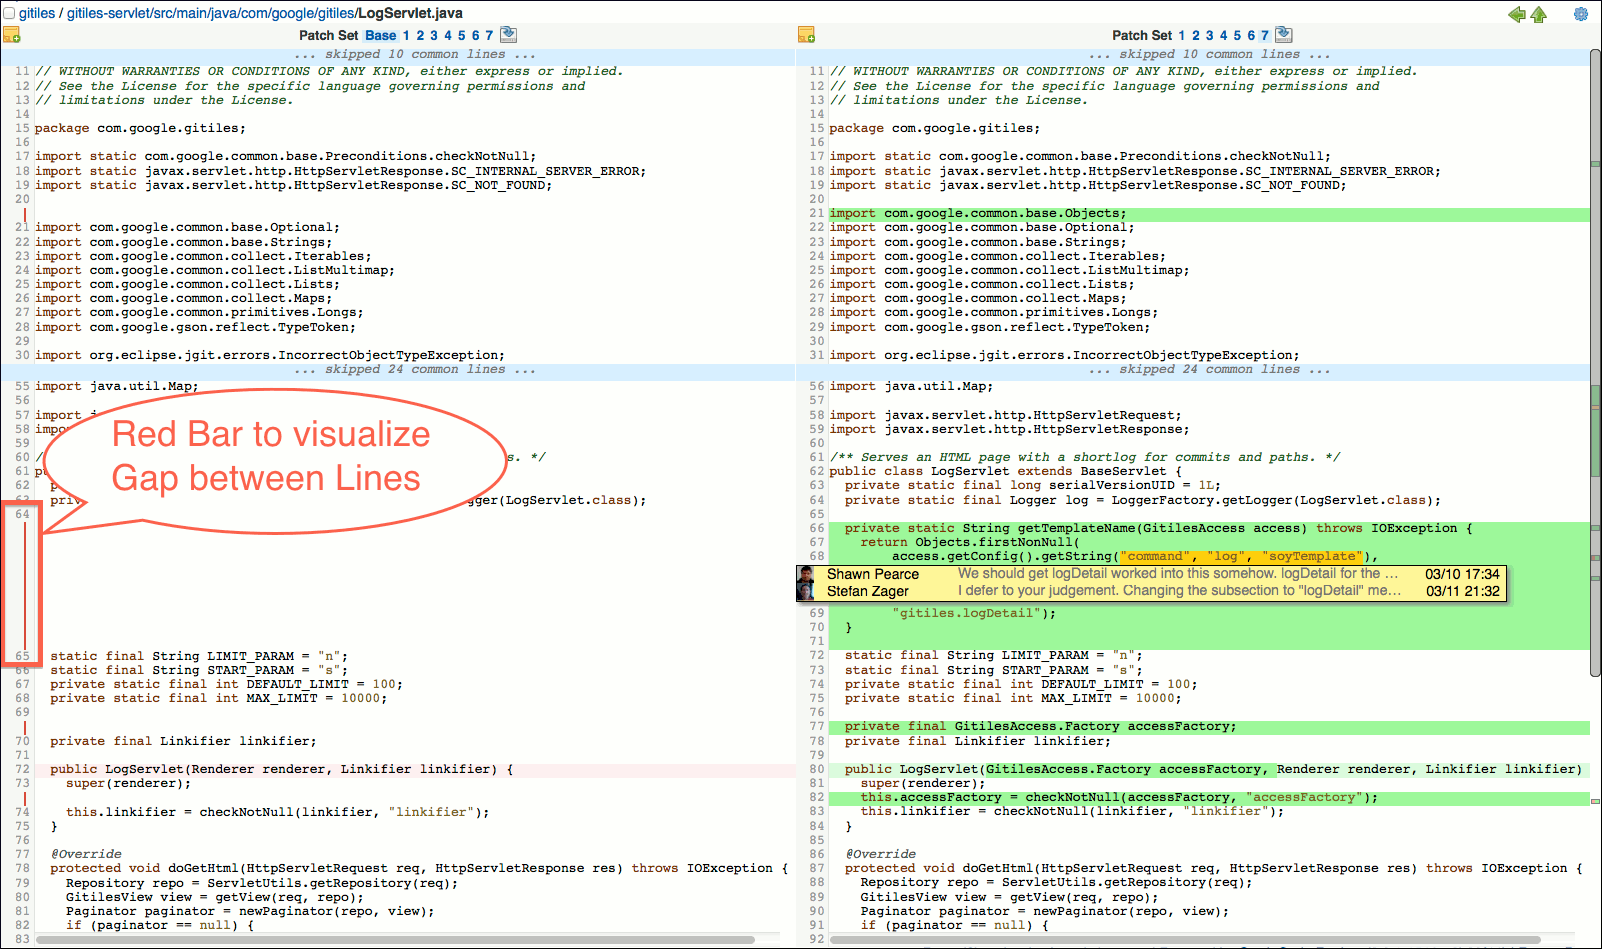 gitiles / gitiles-servlet/src/main/java/com/google/gitiles/LogServlet.java
Patch Set Base 1 2 3 4 5 6 7
... skipped 10 common lines ...
11 // WITHOUT WARRANTIES OR CONDITIONS OF ANY KIND, either express or implied.
12 // See the License for the specific language governing permissions and
13 // limitations under the License.
14
15 package com.google.gitiles;
16
17 import static com.google.common.base.Preconditions.checkNotNull;
18 import static javax.servlet.http.HttpServletResponse.SC_INTERNAL_SERVER_ERROR;
19 import static javax.servlet.http.HttpServletResponse.SC_NOT_FOUND;
20
21 import com.google.common.base.Optional;
22 import com.google.common.base.Strings;
23 import com.google.common.collect.Iterables;
24 import com.google.common.collect.ListMultimap;
25 import com.google.common.collect.Lists;
26 import com.google.common.collect.Maps;
27 import com.google.common.primitives.Longs;
28 import com.google.gson.reflect.TypeToken;
29
30 import org.eclipse.jgit.errors.IncorrectObjectTypeException;
... skipped 24 common lines ...
55 import java.util.Map;
56
57 import
58
59
60 s. */
61
62
63 gger(LogServlet.class);
64
Red Bar to visualize
Gap between Lines
65 static final String LIMIT_PARAM = "n";
66 static final String START_PARAM = "s";
67 private static final int DEFAULT_LIMIT = 100;
68 private static final int MAX_LIMIT = 10000;
69
70 private final Linkifier linkifier;
71
72 public LogServlet(Renderer renderer, Linkifier linkifier) {
73 super(renderer);
74 this.linkifier = checkNotNull(linkifier, "linkifier");
75 }
76
77 @Override
78 protected void doGetHtml(HttpServletRequest req, HttpServletResponse res) throws IOException {
79 Repository repo = ServletUtils.getRepository(req);
80 GitilesView view = getView(req, repo);
81 Paginator paginator = newPaginator(repo, view);
82 if (paginator == null) {
83
Patch Set 1 2 3 4 5 6 7
... skipped 10 common lines ...
11 // WITHOUT WARRANTIES OR CONDITIONS OF ANY KIND, either express or implied.
12 // See the License for the specific language governing permissions and
13 // limitations under the License.
14
15 package com.google.gitiles;
16
17 import static com.google.common.base.Preconditions.checkNotNull;
18 import static javax.servlet.http.HttpServletResponse.SC_INTERNAL_SERVER_ERROR;
19 import static javax.servlet.http.HttpServletResponse.SC_NOT_FOUND;
20
21 import com.google.common.base.Objects;
22 import com.google.common.base.Optional;
23 import com.google.common.base.Strings;
24 import com.google.common.collect.Iterables;
25 import com.google.common.collect.ListMultimap;
26 import com.google.common.collect.Lists;
27 import com.google.common.collect.Maps;
28 import com.google.common.primitives.Longs;
29 import com.google.gson.reflect.TypeToken;
30
31 import org.eclipse.jgit.errors.IncorrectObjectTypeException;
... skipped 24 common lines ...
56 import java.util.Map;
57
58 import javax.servlet.http.HttpServletRequest;
59 import javax.servlet.http.HttpServletResponse;
60
61 /** Serves an HTML page with a shortlog for commits and paths. */
62 public class LogServlet extends BaseServlet {
63 private static final long serialVersionUID = 1L;
64 private static final Logger log = LoggerFactory.getLogger(LogServlet.class);
65
66 private static String getTemplateName(GitilesAccess access) throws IOException {
67 return Objects.firstNonNull(
68 access.getConfig().getString("command", "log", "soyTemplate"),
Shawn Pearce We should get logDetail worked into this somehow. logDetail for the ... 03/10 17:34
Stefan Zager I defer to your judgement. Changing the subsection to "logDetail" me... 03/11 21:32
69 "gitiles.logDetail");
70 }
71
72 static final String LIMIT_PARAM = "n";
73 static final String START_PARAM = "s";
74 private static final int DEFAULT_LIMIT = 100;
75 private static final int MAX_LIMIT = 10000;
76
77 private final GitilesAccess.Factory accessFactory;
78 private final Linkifier linkifier;
79
80 public LogServlet(GitilesAccess.Factory accessFactory, Renderer renderer, Linkifier linkifier)
81 super(renderer);
82 this.accessFactory = checkNotNull(accessFactory, "accessFactory");
83 this.linkifier = checkNotNull(linkifier, "linkifier");
84 }
85
86 @Override
87 protected void doGetHtml(HttpServletRequest req, HttpServletResponse res) throws IOException {
88 Repository repo = ServletUtils.getRepository(req);
89 GitilesView view = getView(req, repo);
90 Paginator paginator = newPaginator(repo, view);
91 if (paginator == null) {
92